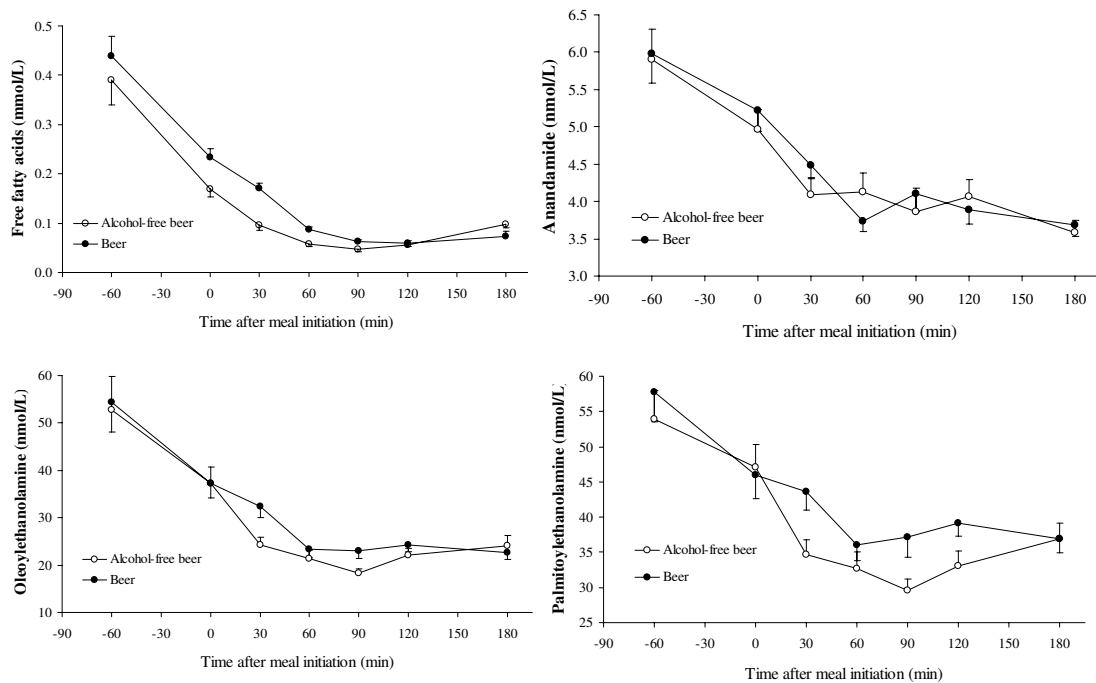 Free fatty acids (mmol/L)
0.5
0.4
0.3
0.2
0.1
0.0
Alcohol-free beer
Beer
-90 -60 -30 0 30 60 90 120 150 180
Time after meal initiation (min)
Anandamide (nmol/L)
6.5
6.0
5.5
5.0
4.5
4.0
3.5
3.0
Alcohol-free beer
Beer
-90 -60 -30 0 30 60 90 120 150 180
Time after meal initiation (min)
Oleoylethanolamine (nmol/L)
60
50
40
30
20
10
Alcohol-free beer
Beer
-90 -60 -30 0 30 60 90 120 150 180
Time after meal initiation (min)
Palmitoylethanolamine (nmol/L)
60
55
50
45
40
35
30
25
Alcohol-free beer
Beer
-90 -60 -30 0 30 60 90 120 150 180
Time after meal initiation (min)